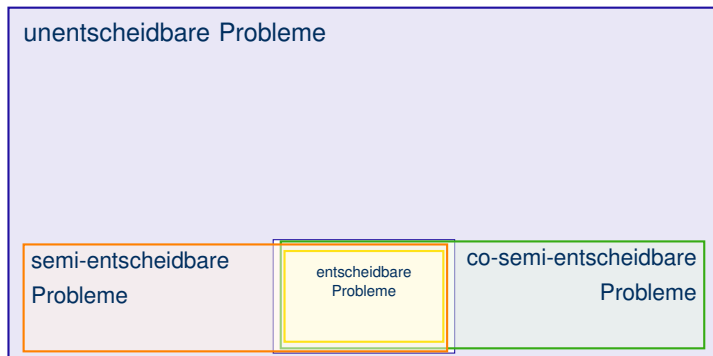 unentscheidbare Probleme
semi-entscheidbare
Probleme
entscheidbare
Probleme
co-semi-entscheidbare
Probleme